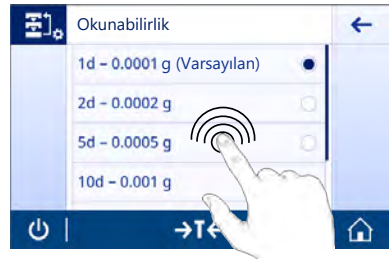 Okunabilirlik
1d – 0.0001 g (Varsayılan)
2d – 0.0002 g
5d – 0.0005 g
10d – 0.001 g
→T←